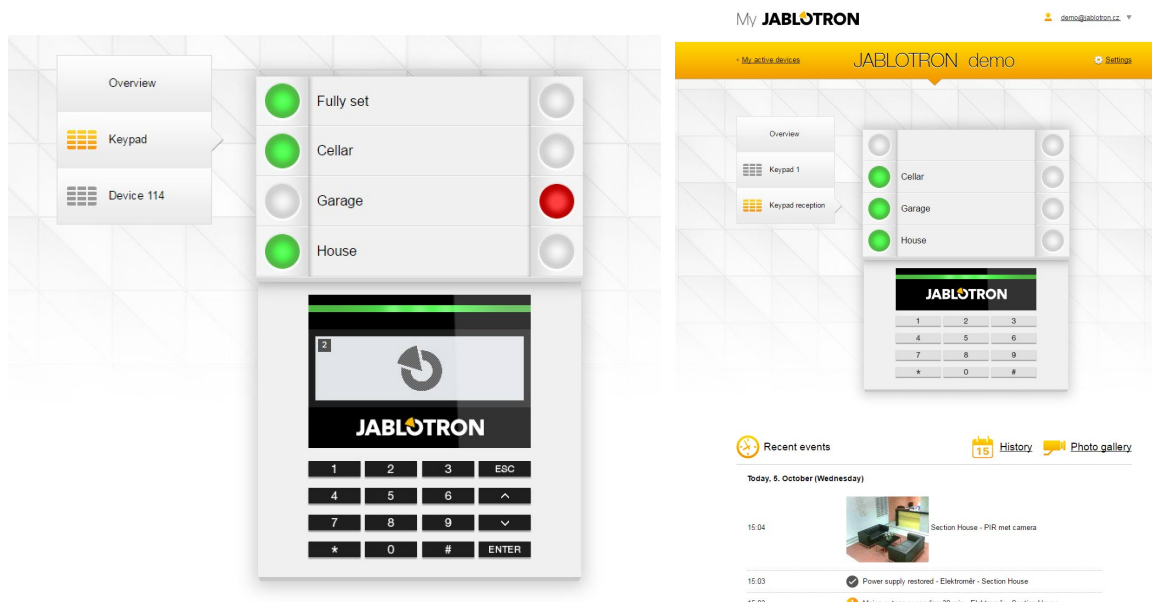 Overview
Keypad
Device 114
Fully set
Cellar
Garage
House
2
JABLOTRON
1 2 3 ESC
4 5 6
7 8 9
* 0 # ENTER
My JABLOTRON
demo@jablotron.cz
My active devices
JABLOTRON demo
Settings
Overview
Keypad 1
Keypad reception
Cellar
Garage
House
JABLOTRON
1 2 3
4 5 6
7 8 9
* 0 #
Recent events
15 History
Photo gallery
Today, 5. October (Wednesday)
15:04 Section House - PIR met camera
15:03 Power supply restored - Elektroměr - Section House